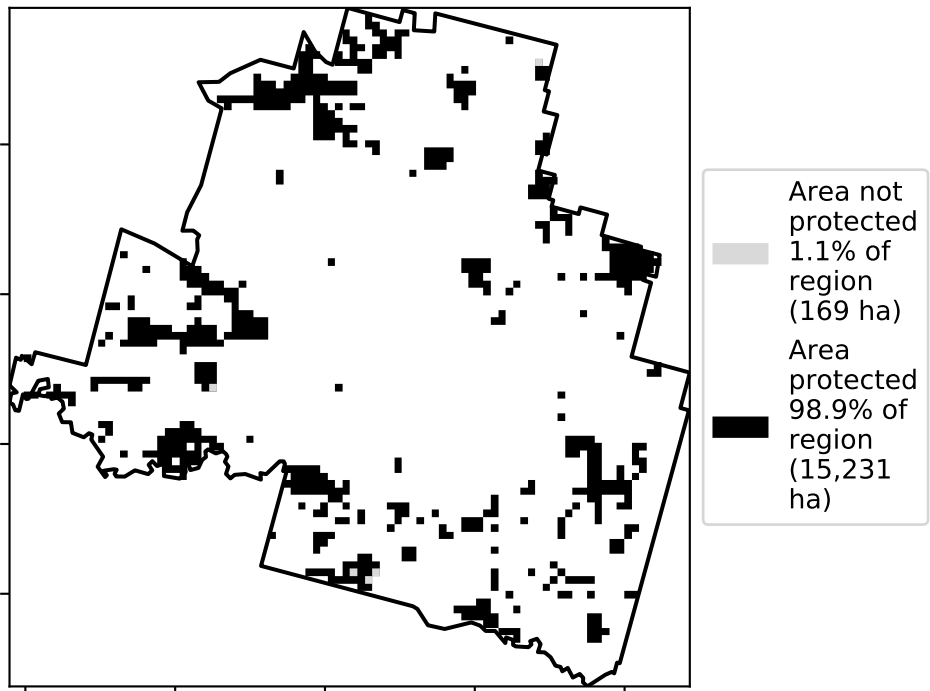 Area not
protected
1.1% of
region
(169 ha)
Area
protected
98.9% of
region
(15,231
ha)